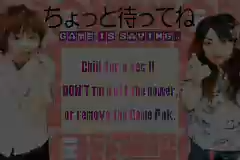 ちょっと待ってね
GAME IS SAVING..
Chill for a sec !!
DON'T turn off the power,
or remove the Game Pak.